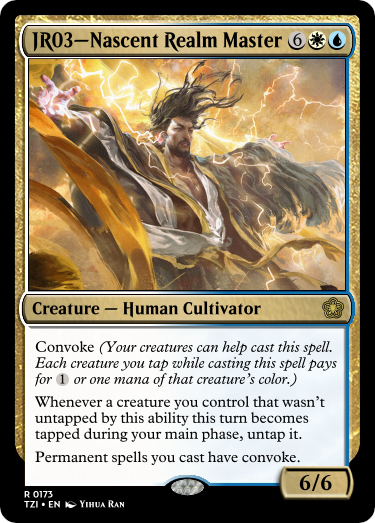 JR03—Nascent Realm Master 6
Creature — Human Cultivator
Convoke (Your creatures can help cast this spell.
Each creature you tap while casting this spell pays
for 1 or one mana of that creature's color.)
Whenever a creature you control that wasn't
untapped by this ability this turn becomes
tapped during your main phase, untap it.
Permanent spells you cast have convoke.
6/6
R 0173
TZI • EN Yihua Ran